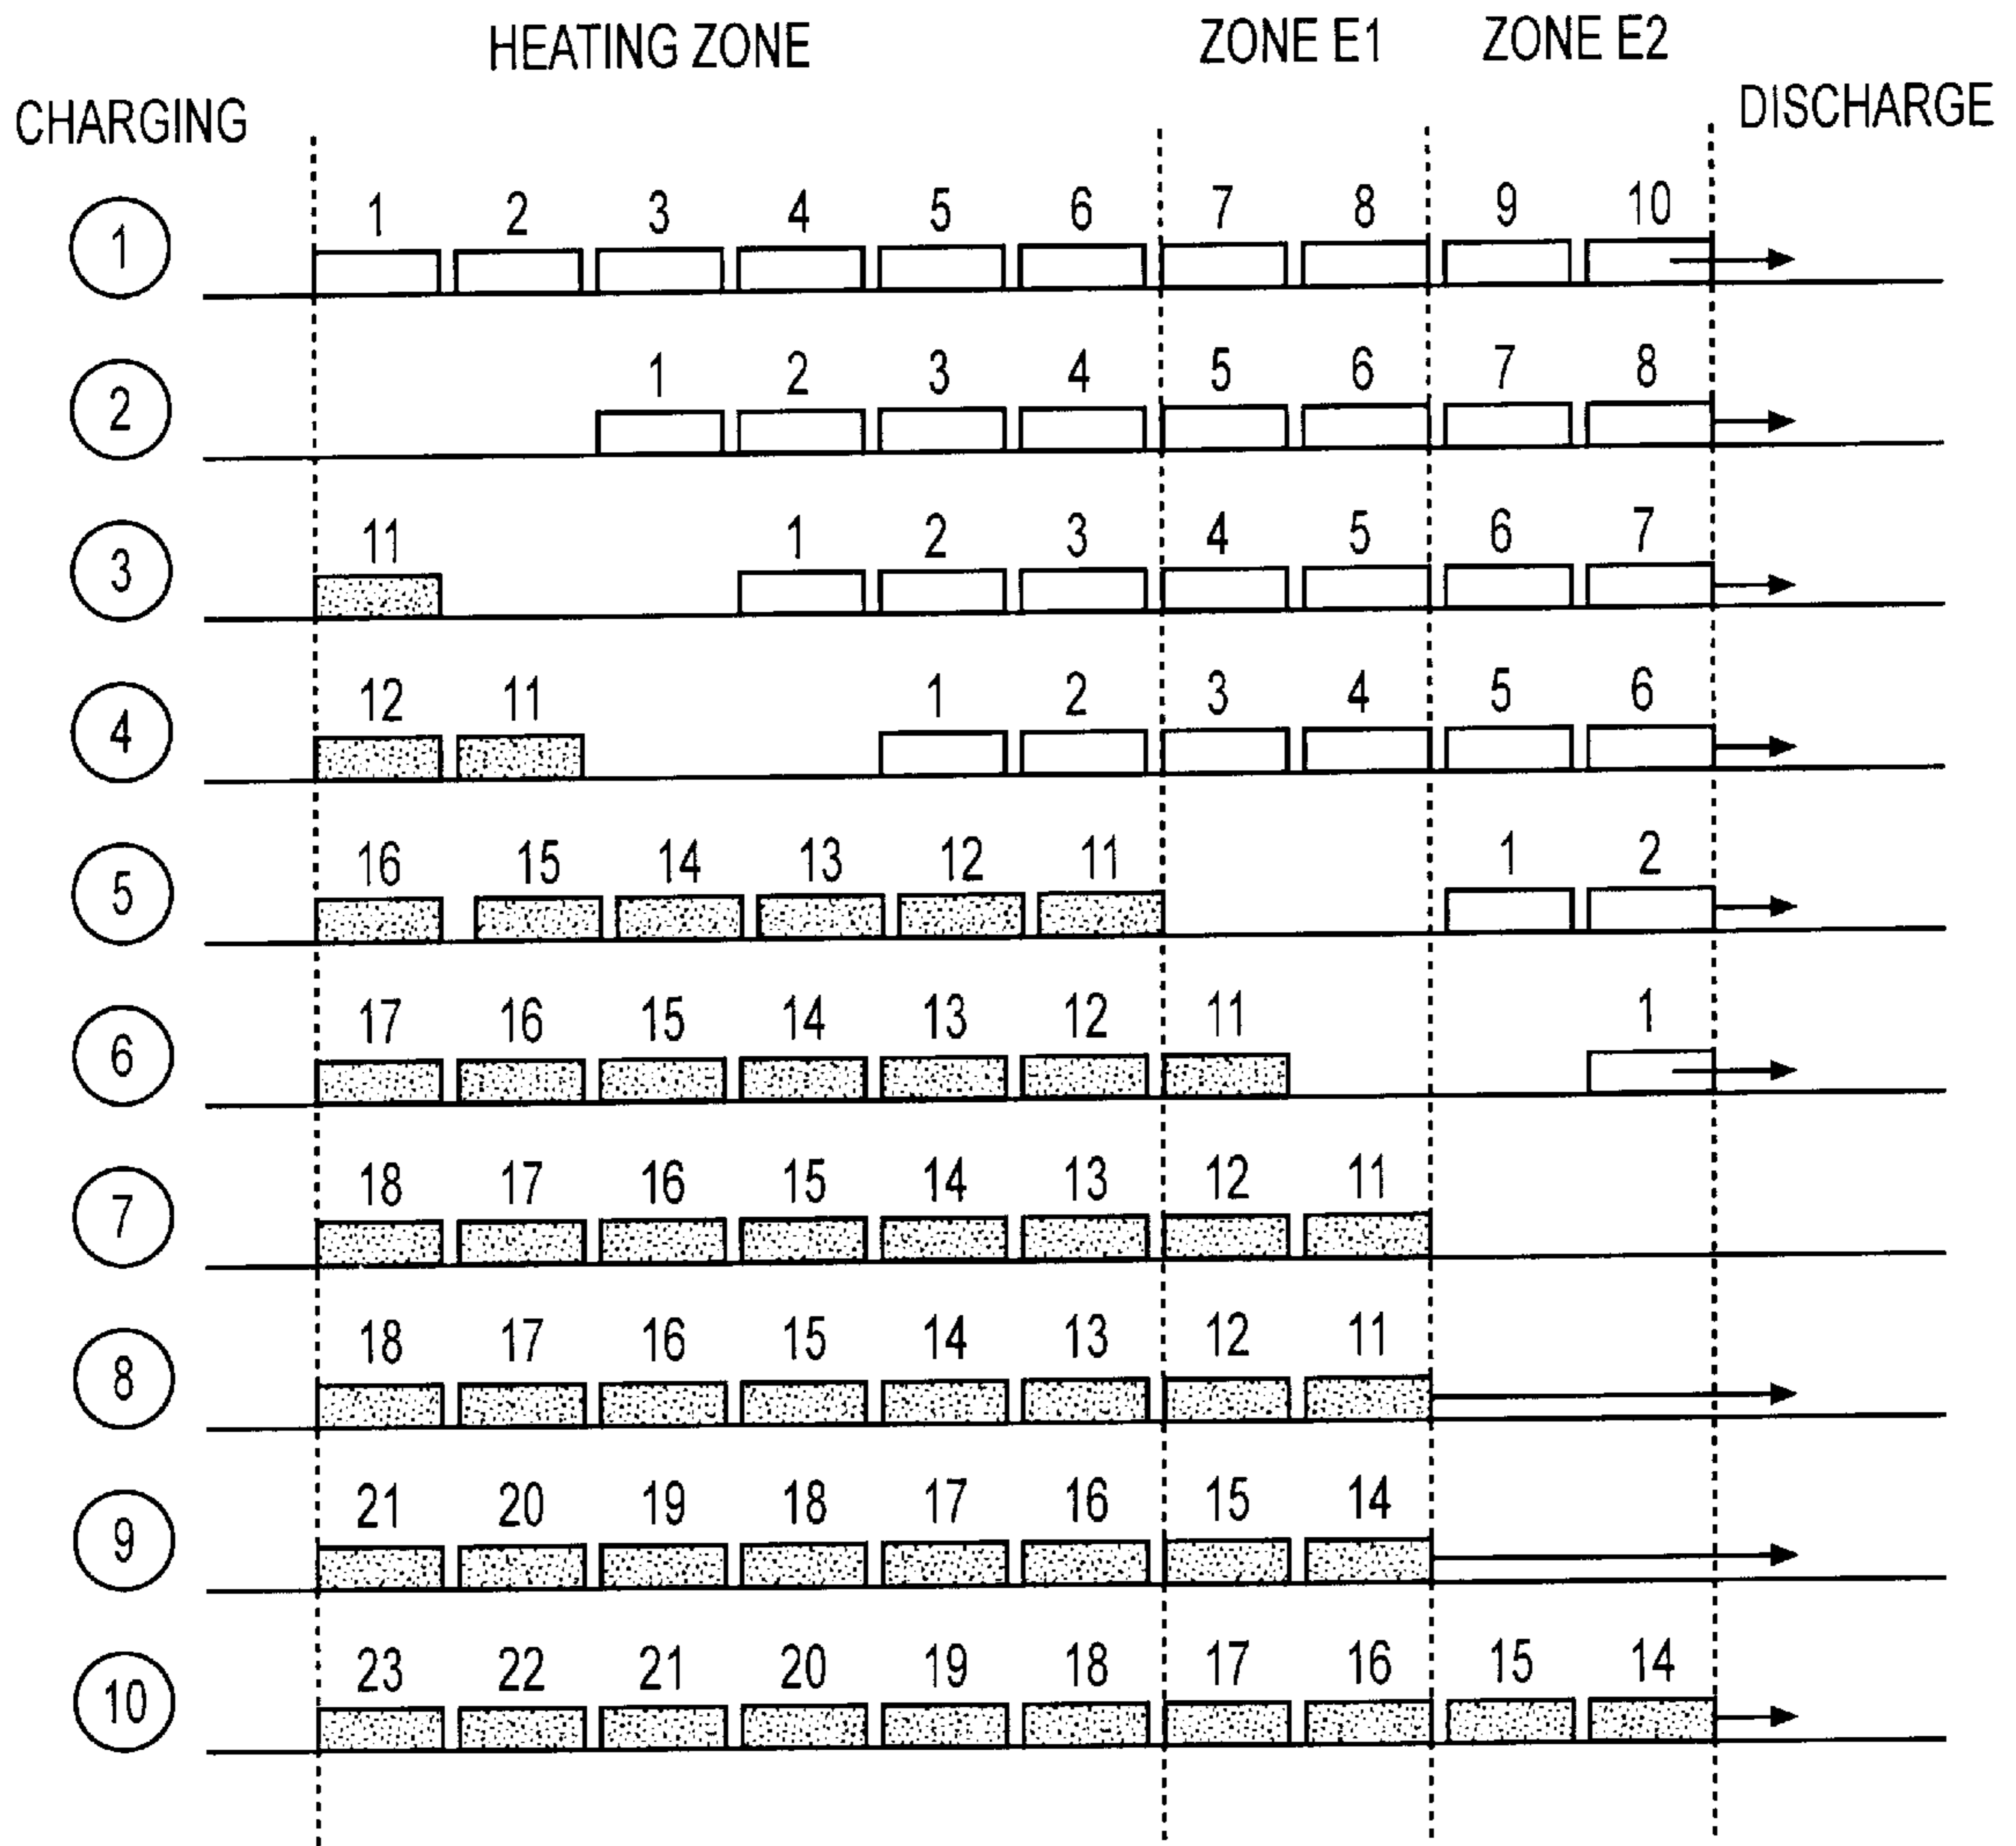 HEATING ZONE ZONE E1 ZONE E2
CHARGING DISCHARGE
1 1 2 3 4 5 6 7 8 9 10
2 1 2 3 4 5 6 7 8
3 11 1 2 3 4 5 6 7
4 12 11 1 2 3 4 5 6
5 16 15 14 13 12 11 1 2
6 17 16 15 14 13 12 11 1
7 18 17 16 15 14 13 12 11
8 18 17 16 15 14 13 12 11
9 21 20 19 18 17 16 15 14
10 23 22 21 20 19 18 17 16 15 14